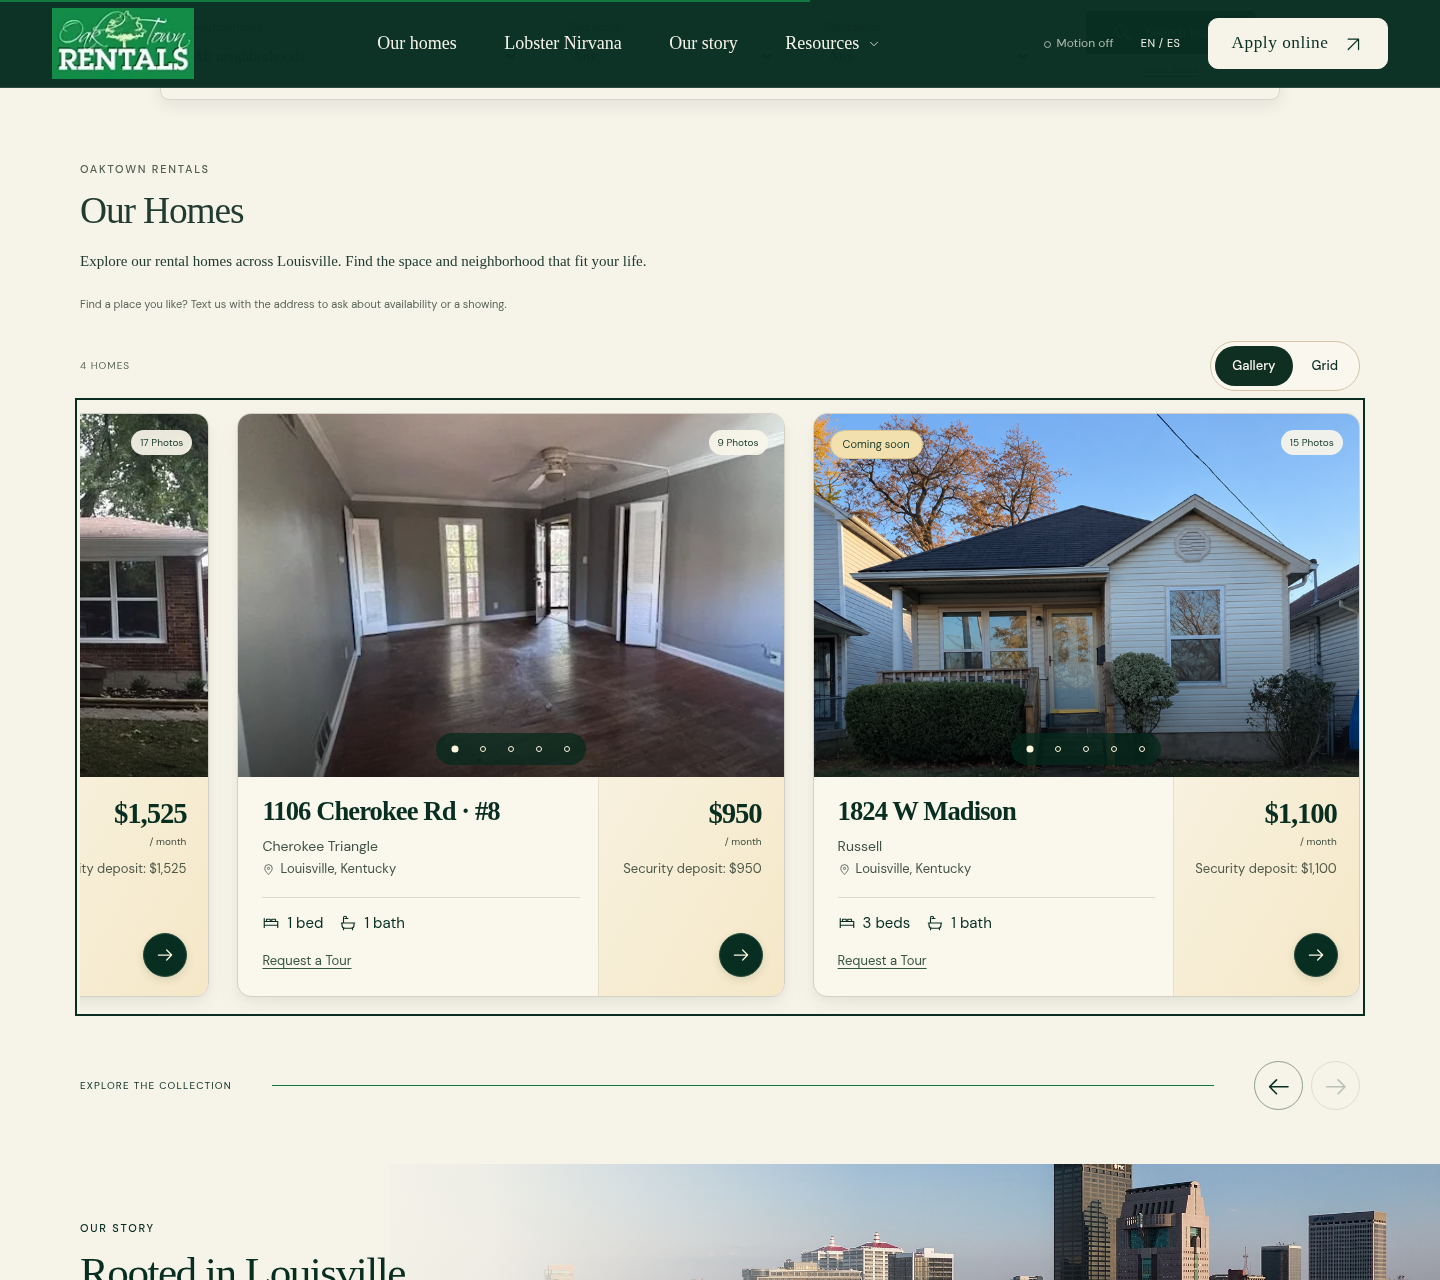 Oak Town
RENTALS
Our homes
Lobster Nirvana
Our story
Resources
Motion off
EN / ES
Apply online
OAKTOWN RENTALS
Our Homes
Explore our rental homes across Louisville. Find the space and neighborhood that fit your life.
Find a place you like? Text us with the address to ask about availability or a showing.
4 HOMES
Gallery
Grid
17 Photos
$1,525
/ month
ty deposit: $1,525
9 Photos
1106 Cherokee Rd · #8
Cherokee Triangle
Louisville, Kentucky
1 bed
1 bath
Request a Tour
$950
/ month
Security deposit: $950
Coming soon
15 Photos
1824 W Madison
Russell
Louisville, Kentucky
3 beds
1 bath
Request a Tour
$1,100
/ month
Security deposit: $1,100
EXPLORE THE COLLECTION
OUR STORY
Rooted in Louisville